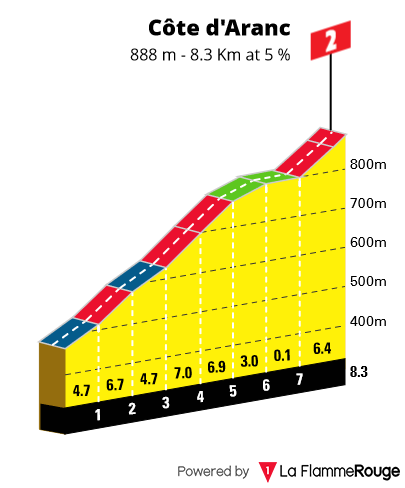 Côte d'Aranc
888 m - 8.3 Km at 5 %
2
800m
700m
600m
500m
400m
4.7 6.7 4.7 7.0 6.9 3.0 0.1 6.4
1 2 3 4 5 6 7 8.3
Powered by 1 La FlammeRouge